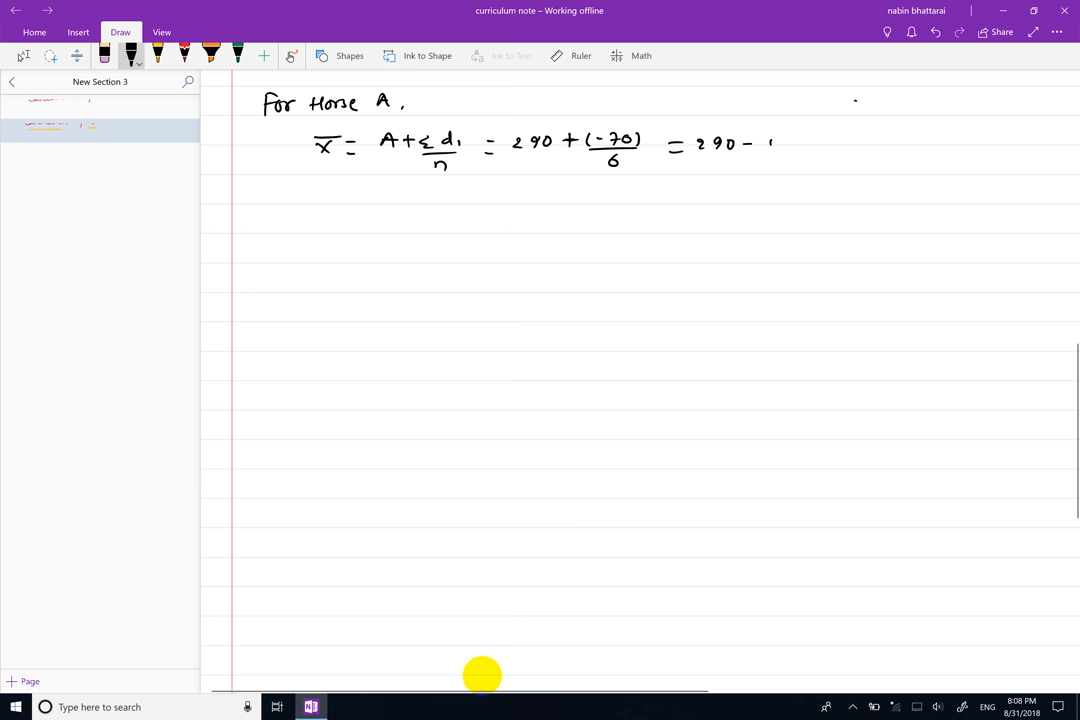 curriculum note – Working offline
nabin bhattarai
Home Insert Draw View
Share
Shapes Ink to Shape Ink to Text Ruler Math
New Section 3
For Horse A,
x̄ = A + Σd₁/n = 290 + (-70)/6 = 290 -
Page
Type here to search
ENG
8:08 PM
8/31/2018